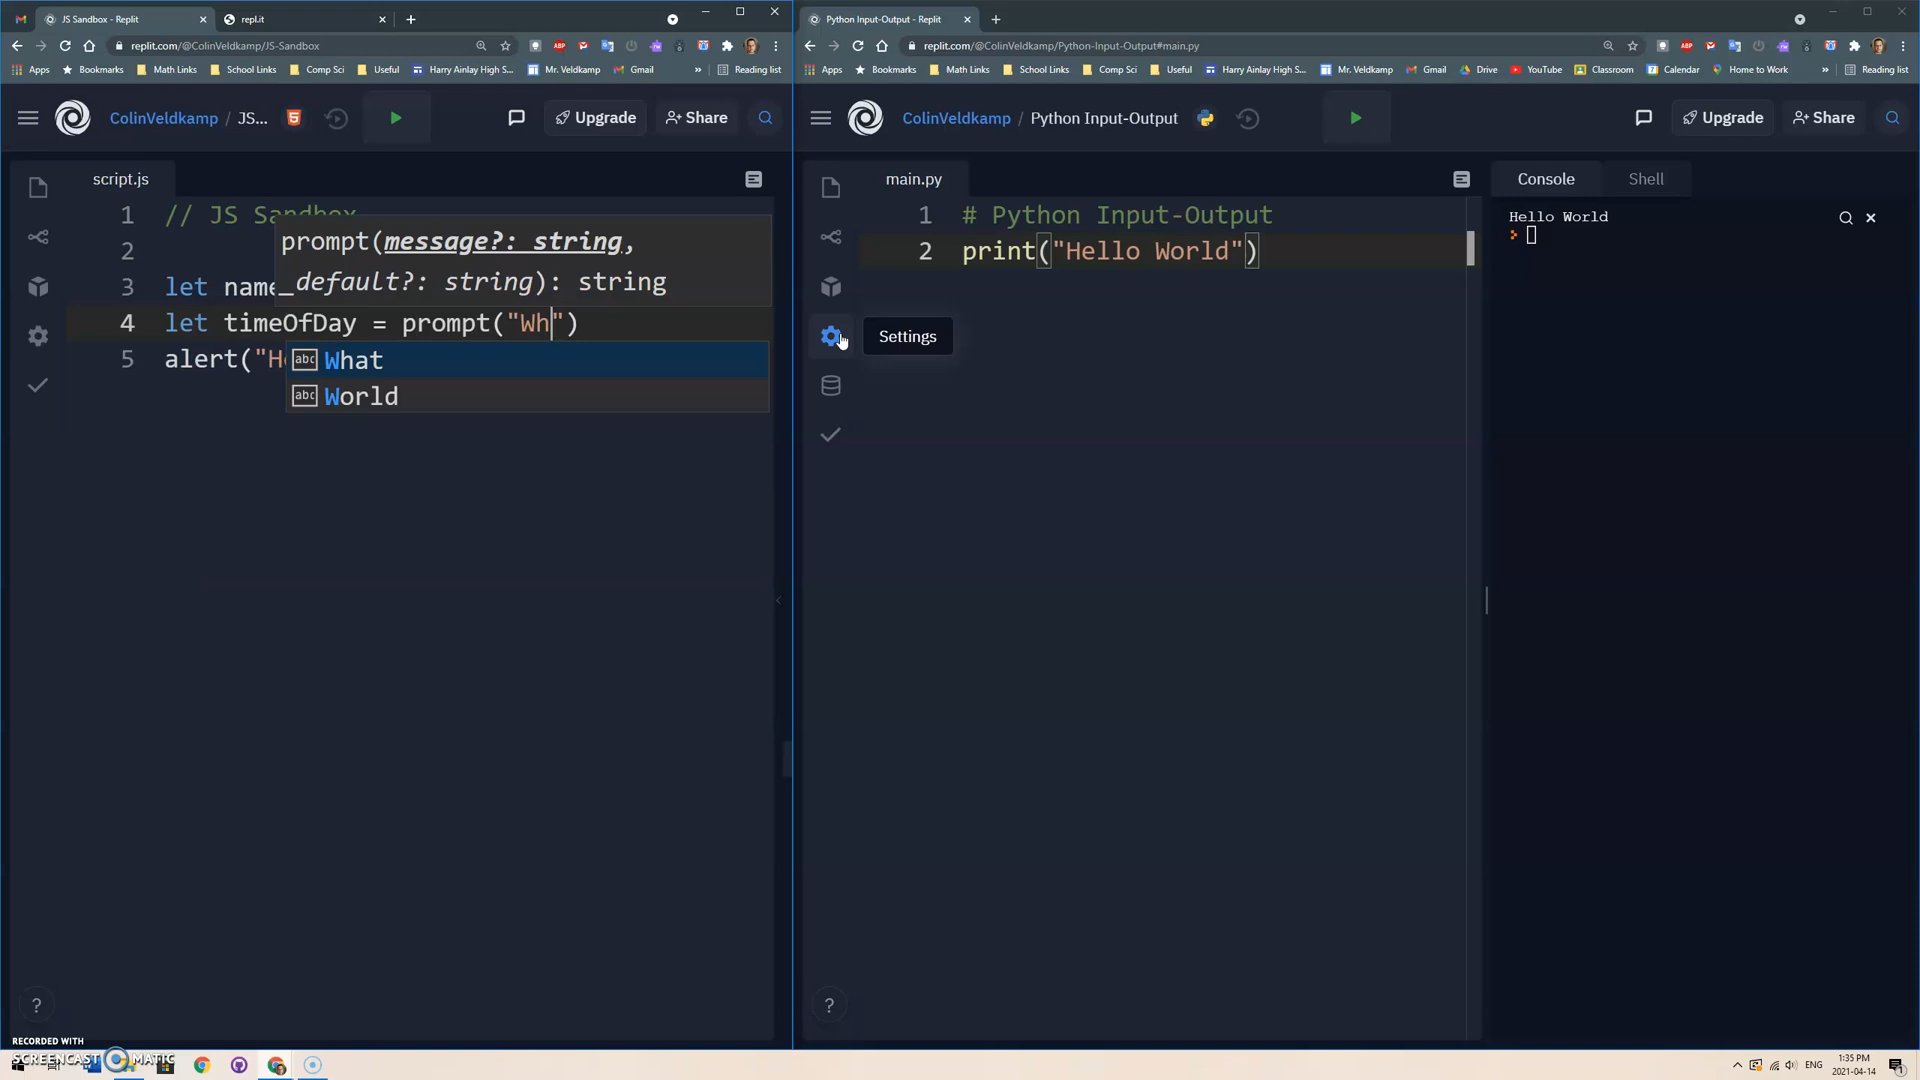 JS Sandbox - Replit
repl.it
replit.com/@ColinVeldkamp/JS-Sandbox
Apps Bookmarks Math Links School Links Comp Sci Useful Harry Ainlay High S... Mr. Veldkamp Gmail » Reading list
ColinVeldkamp / JS... Upgrade Share
script.js
1 // JS Sandbox
2
3 let name
4 let timeOfDay = prompt("Wh")
5 alert("H
prompt(message?: string,
_default?: string): string
abc What
abc World
?
Python Input-Output - Replit
replit.com/@ColinVeldkamp/Python-Input-Output#main.py
Apps Bookmarks Math Links School Links Comp Sci Useful Harry Ainlay High S... Mr. Veldkamp Gmail Drive YouTube Classroom Calendar Home to Work » Reading list
ColinVeldkamp / Python Input-Output Upgrade Share
main.py
1 # Python Input-Output
2 print("Hello World")
Settings
?
Console Shell
Hello World
RECORDED WITH
SCREENCAST MATIC
ENG
1:35 PM
2021-04-14